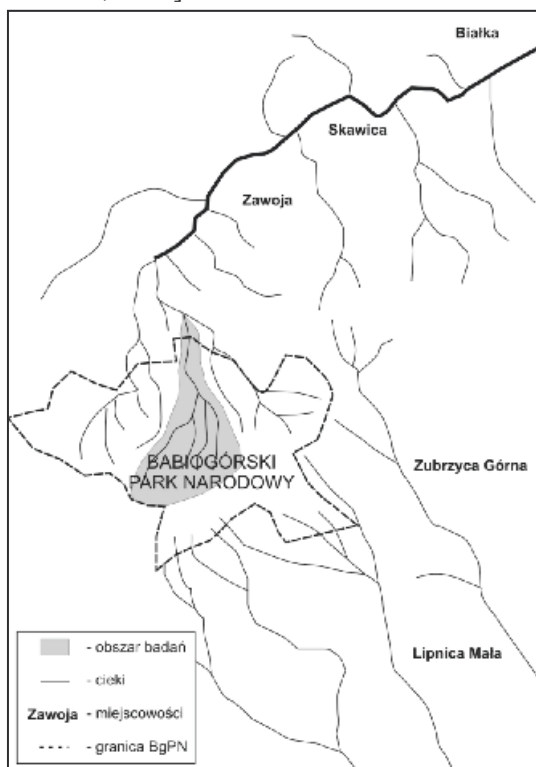 Białka
Skawica
Zawoja
BABIOGÓRSKI
PARK NARODOWY
Zubrzyca Górna
Lipnica Mała
- obszar badań
- cieki
Zawoja - miejscowości
- granica BgPN